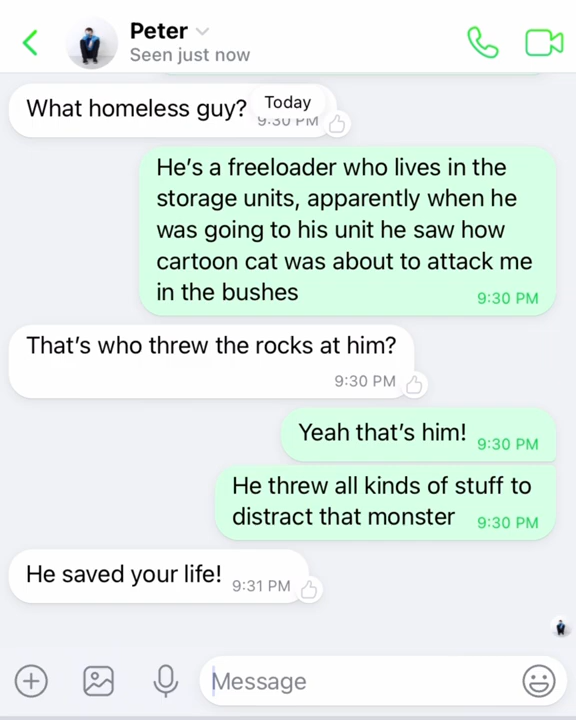 Peter
Seen just now
What homeless guy?
Today
9:30 PM
He's a freeloader who lives in the
storage units, apparently when he
was going to his unit he saw how
cartoon cat was about to attack me
in the bushes
9:30 PM
That's who threw the rocks at him?
9:30 PM
Yeah that's him!
9:30 PM
He threw all kinds of stuff to
distract that monster
9:30 PM
He saved your life!
9:31 PM
Message